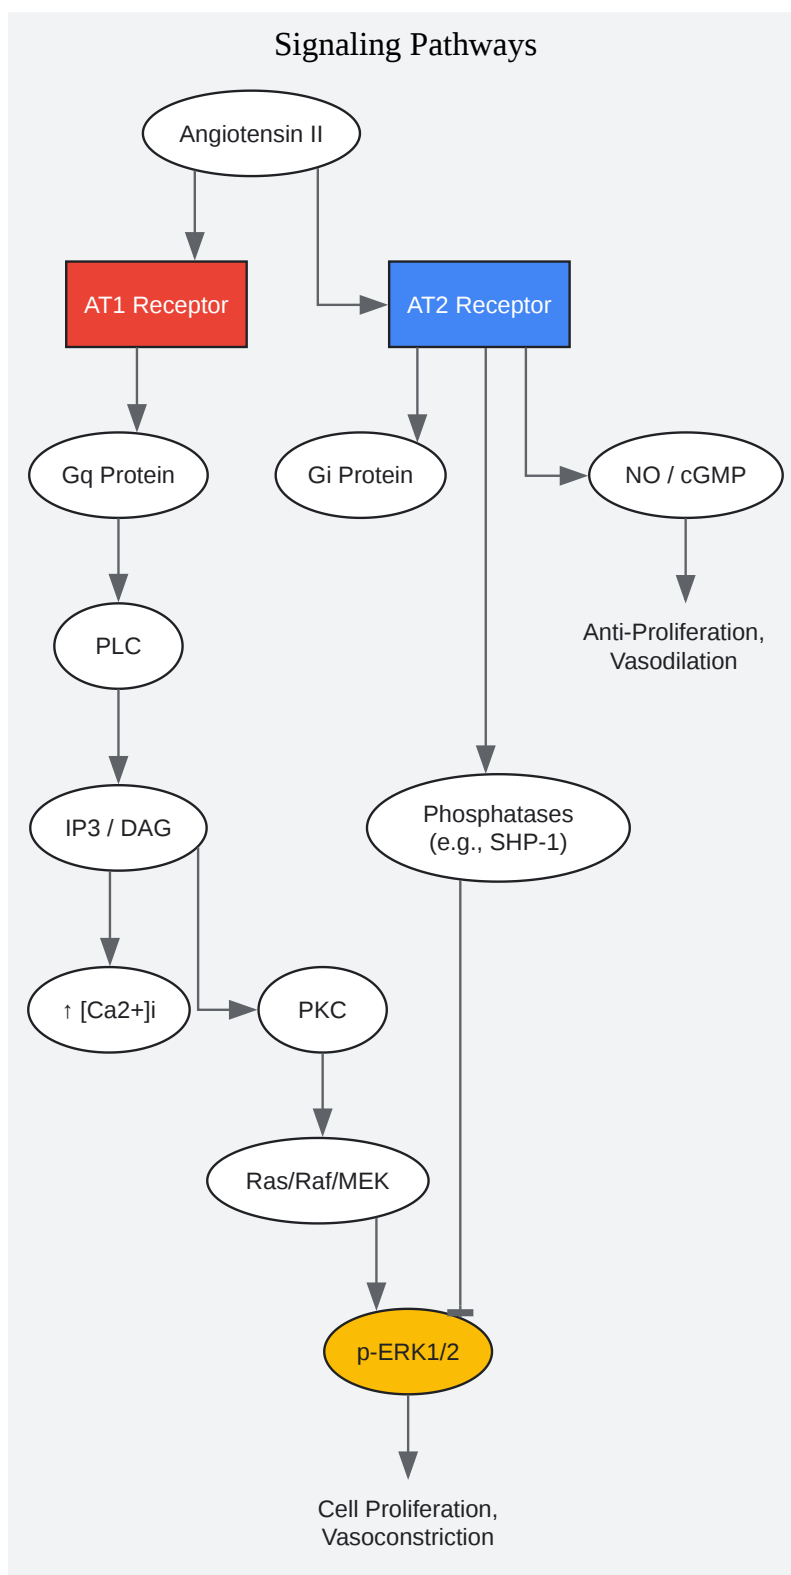 Signaling Pathways
Angiotensin II
AT1 Receptor
AT2 Receptor
Gq Protein
Gi Protein
NO / cGMP
PLC
Anti-Proliferation,
Vasodilation
IP3 / DAG
Phosphatases
(e.g., SHP-1)
↑ [Ca2+]i
PKC
Ras/Raf/MEK
p-ERK1/2
Cell Proliferation,
Vasoconstriction